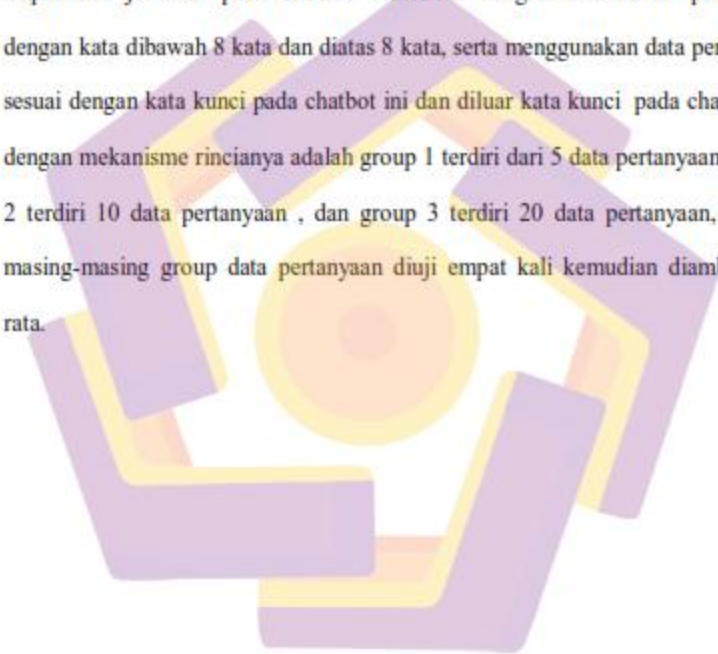 dengan kata dibawah 8 kata dan diatas 8 kata, serta menggunakan data
sesuai dengan kata kunci pada chatbot ini dan diluar kata kunci pada
dengan mekanisme rincianya adalah group 1 terdiri dari 5 data pertanyaan
2 terdiri 10 data pertanyaan , dan group 3 terdiri 20 data pertanyaan,
masing-masing group data pertanyaan diuji empat kali kemudian
rata.